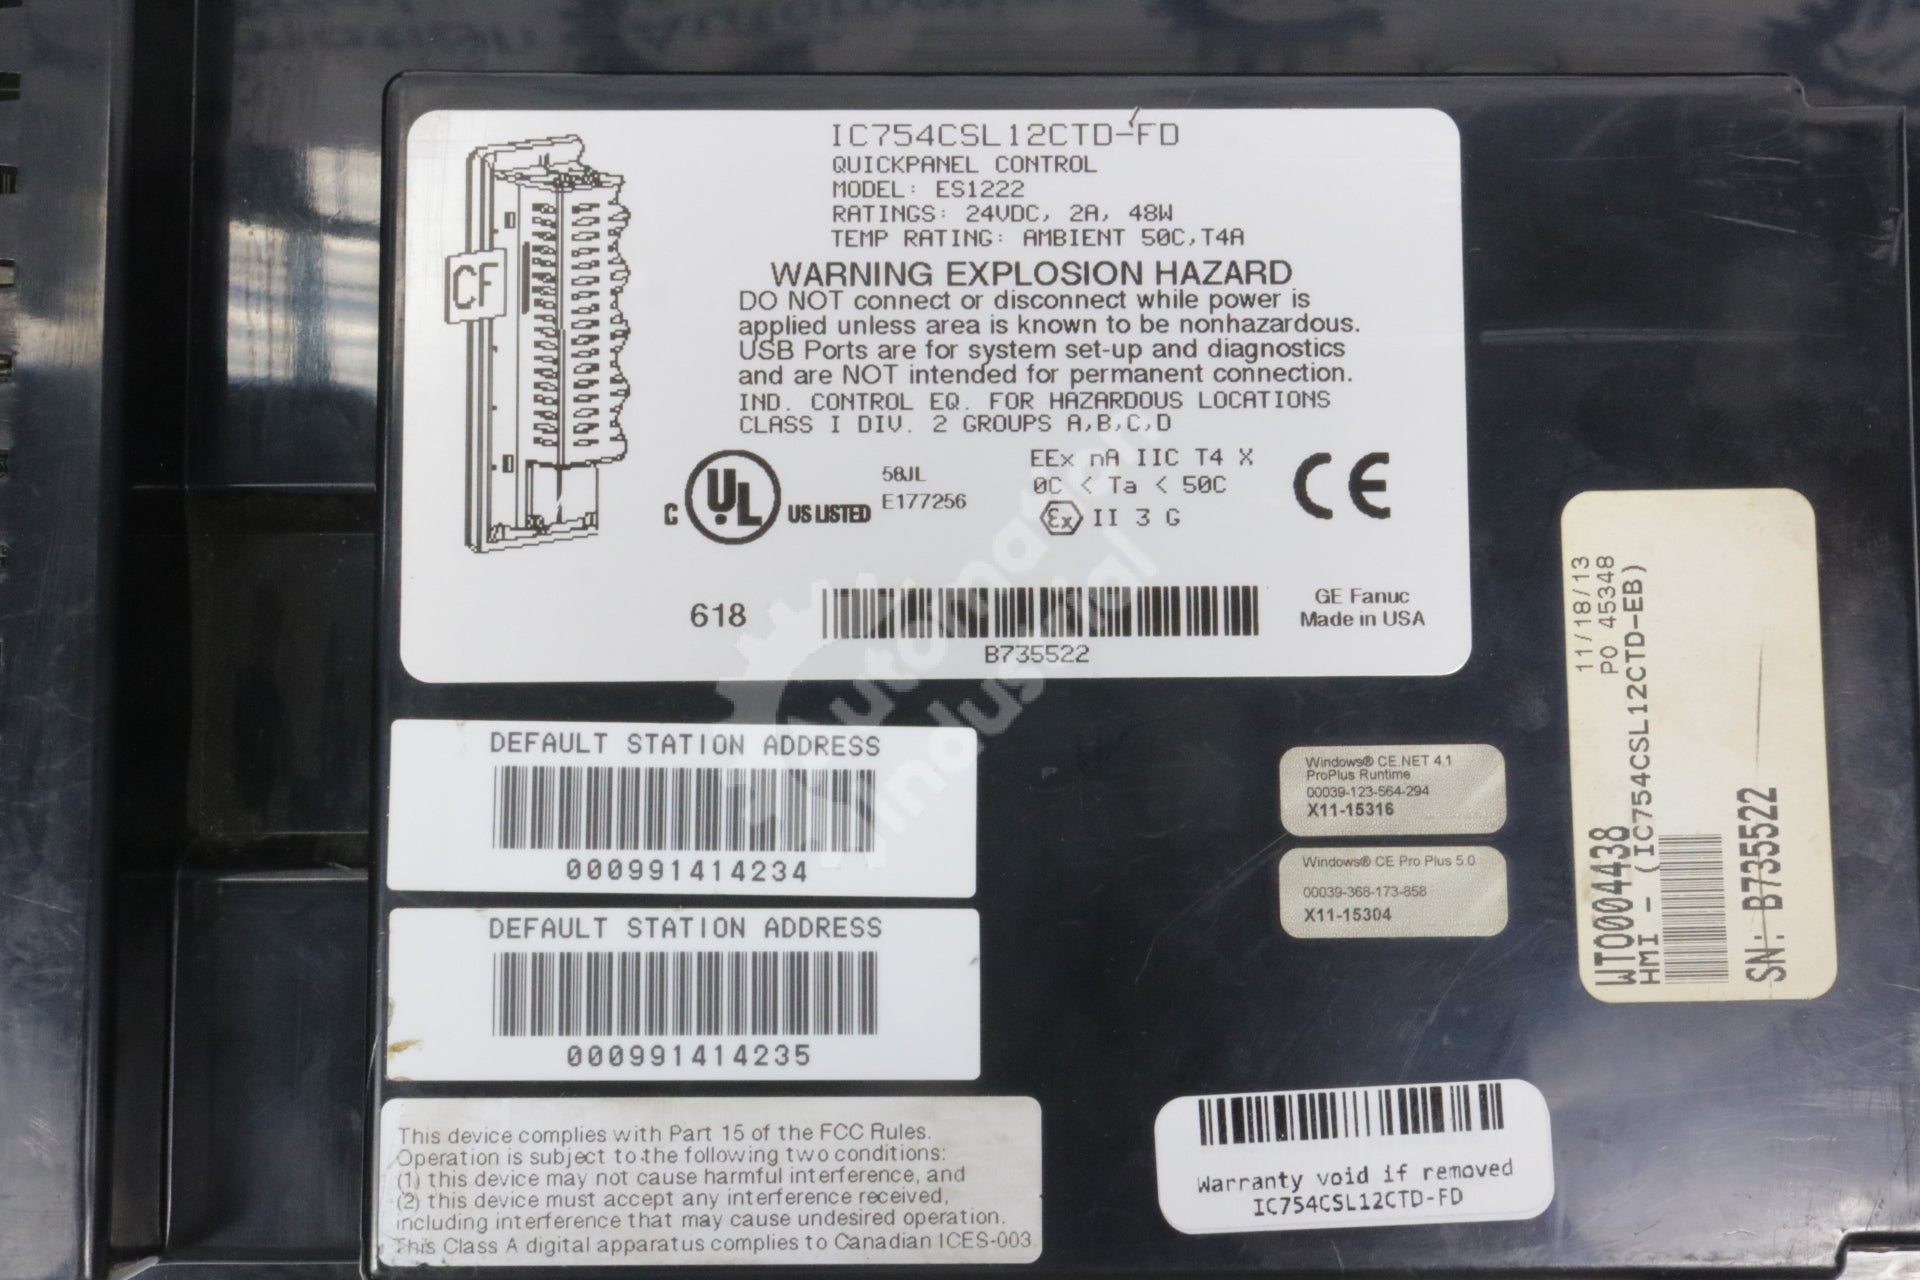 IC754CSL12CTD-FD
QUICKPANEL CONTROL
MODEL: ES1222
RATINGS: 24VDC, 2A, 48W
TEMP RATING: AMBIENT 50C,T4A
CF
WARNING EXPLOSION HAZARD
DO NOT connect or disconnect while power is
applied unless area is known to be nonhazardous.
USB Ports are for system set-up and diagnostics
and are NOT intended for permanent connection.
IND. CONTROL EQ. FOR HAZARDOUS LOCATIONS
CLASS I DIV. 2 GROUPS A,B,C,D
C UL US LISTED
58JL
E177256
EEx nA IIC T4 X
0C < Ta < 50C
Ex II 3 G
CE
618
B735522
GE Fanuc
Made in USA
DEFAULT STATION ADDRESS
000991414234
DEFAULT STATION ADDRESS
000991414235
This device complies with Part 15 of the FCC Rules.
Operation is subject to the following two conditions:
(1) this device may not cause harmful interference, and
(2) this device must accept any interference received,
including interference that may cause undesired operation.
This Class A digital apparatus complies to Canadian ICES-003
Windows® CE.NET 4.1
ProPlus Runtime
00039-123-564-294
X11-15316
Windows® CE Pro Plus 5.0
00039-368-173-858
X11-15304
11/18/13
PO 45348
WTO0004438
HMI - (IC754CSL12CTD-EB)
SN: B735522
Warranty void if removed
IC754CSL12CTD-FD
Automation
Industrial